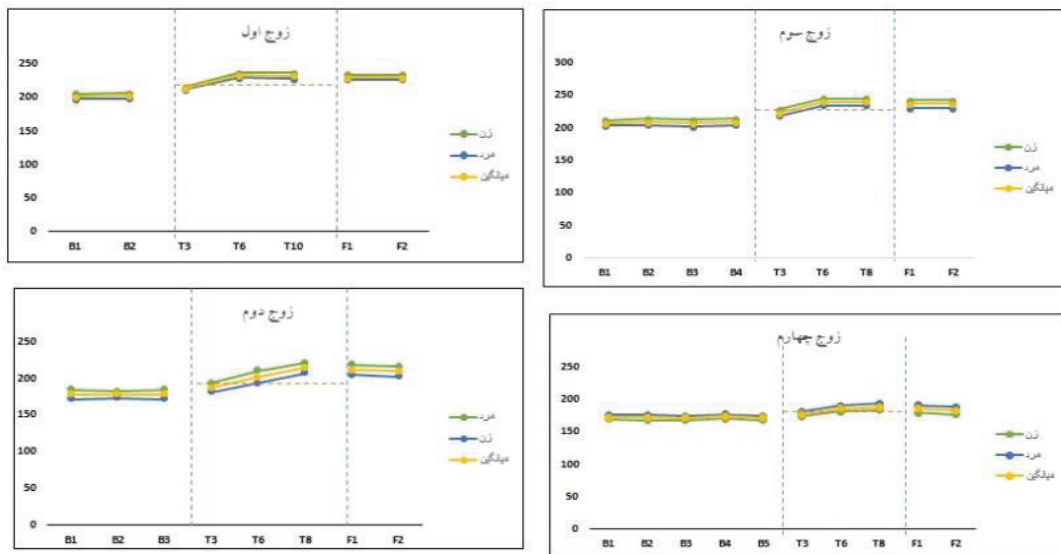 زوج اول
250
200
150
100
50
0
B1 B2 T3 T6 T10 F1 F2
زن
مرد
میانگین
زوج سوم
300
250
200
150
100
50
0
B1 B2 B3 B4 T3 T6 T8 F1 F2
زن
مرد
میانگین
زوج دوم
250
200
150
100
50
0
B1 B2 B3 T3 T6 T8 F1 F2
مرد
زن
میانگین
زوج چهارم
250
200
150
100
50
0
B1 B2 B3 B4 B5 T3 T6 T8 F1 F2
زن
مرد
میانگین